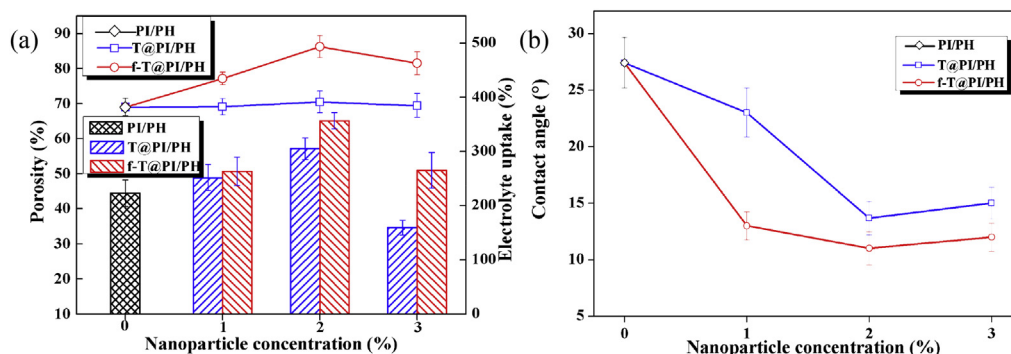 (a)
PI/PH
T@PI/PH
f-T@PI/PH
PI/PH
T@PI/PH
f-T@PI/PH
Porosity (%)
90
80
70
60
50
40
30
20
10
Electrolyte uptake (%)
500
400
300
200
100
0
0 1 2 3
Nanoparticle concentration (%)
(b)
PI/PH
T@PI/PH
f-T@PI/PH
Contact angle (°)
30
25
20
15
10
5
0 1 2 3
Nanoparticle concentration (%)